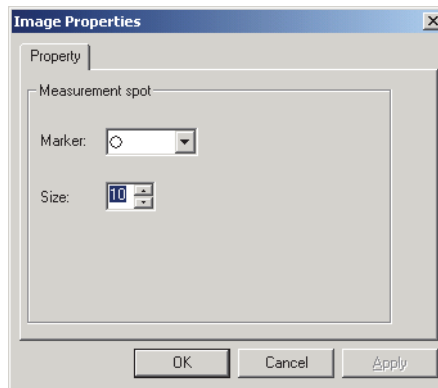 Image Properties
Property
Measurement spot
Marker:
Size: 10
OK Cancel Apply